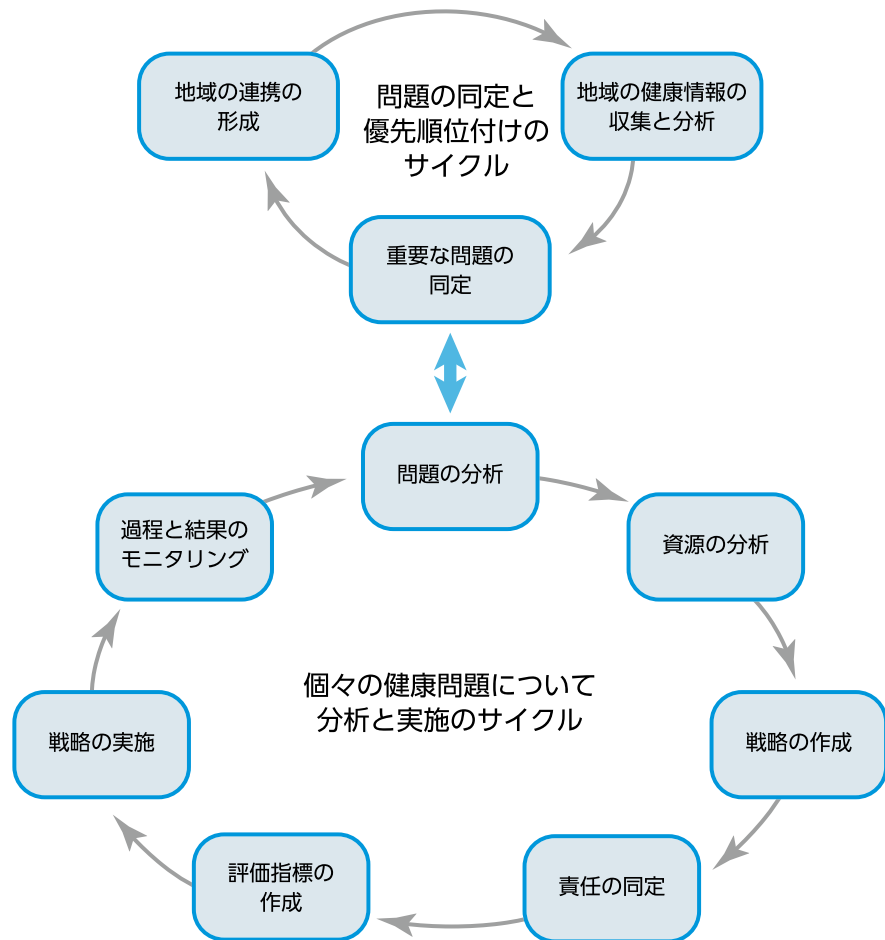 地域の連携の
形成
問題の同定と
優先順位付けの
サイクル
地域の健康情報の
収集と分析
重要な問題の
同定
問題の分析
過程と結果の
モニタリング
資源の分析
個々の健康問題について
分析と実施のサイクル
戦略の実施
戦略の作成
評価指標の
作成
責任の同定